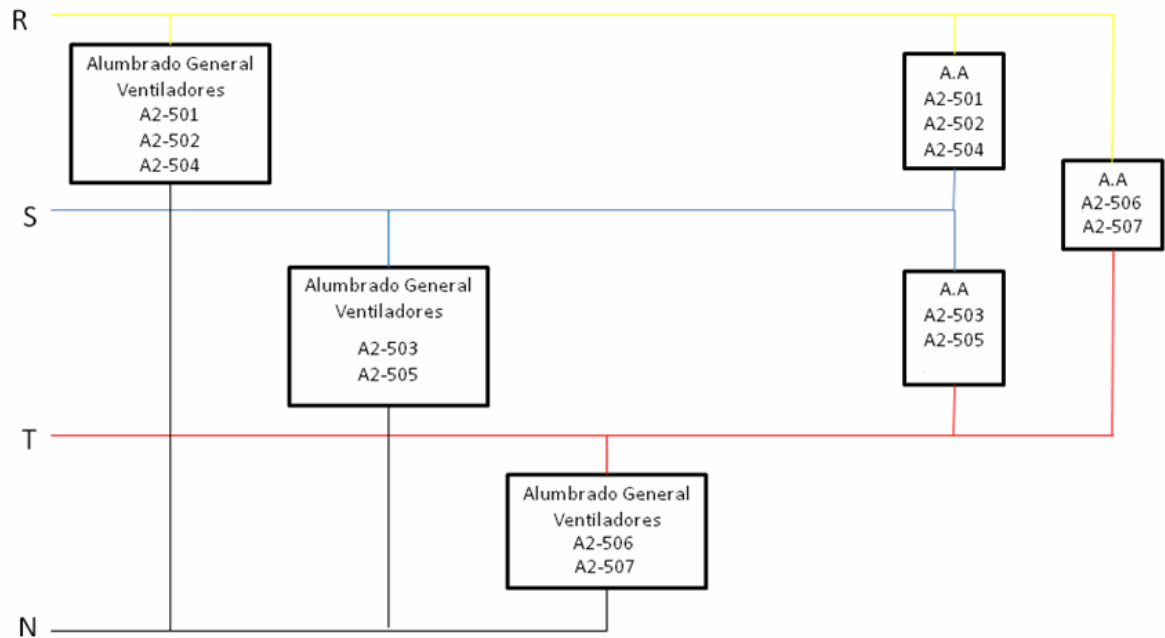 R
Alumbrado General
Ventiladores
A2-501
A2-502
A2-504
A.A
A2-501
A2-502
A2-504
A.A
A2-506
A2-507
S
Alumbrado General
Ventiladores
A2-503
A2-505
A.A
A2-503
A2-505
T
Alumbrado General
Ventiladores
A2-506
A2-507
N